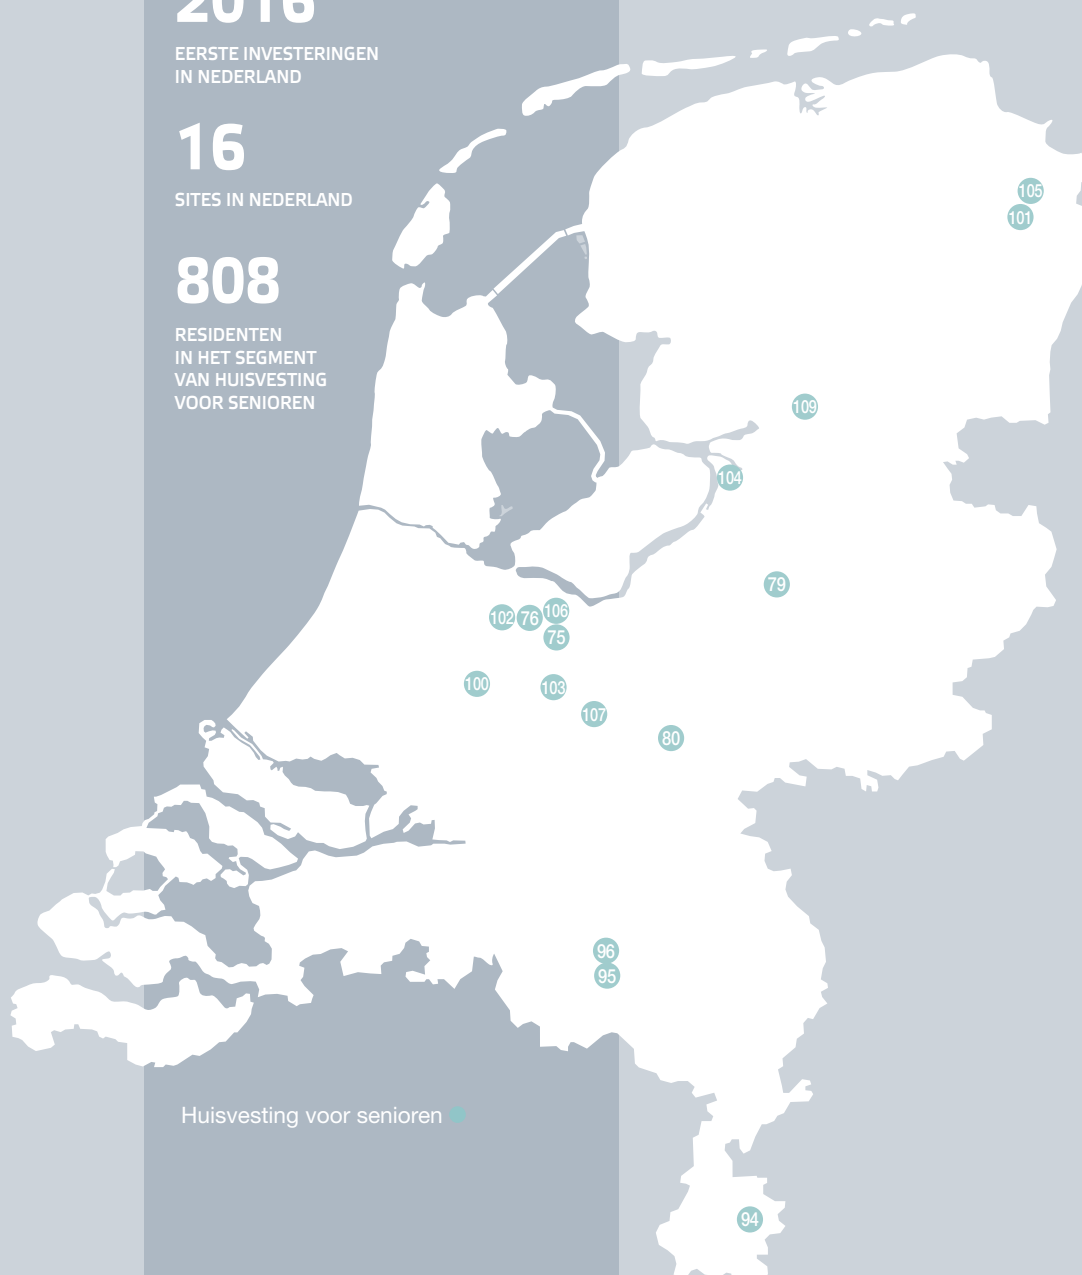 2016
EERSTE INVESTERINGEN
IN NEDERLAND
16
SITES IN NEDERLAND
808
RESIDENTEN
IN HET SEGMENT
VAN HUISVESTING
VOOR SENIOREN
105
101
109
104
79
102
76
106
75
100
103
107
80
96
95
Huisvesting voor senioren
94